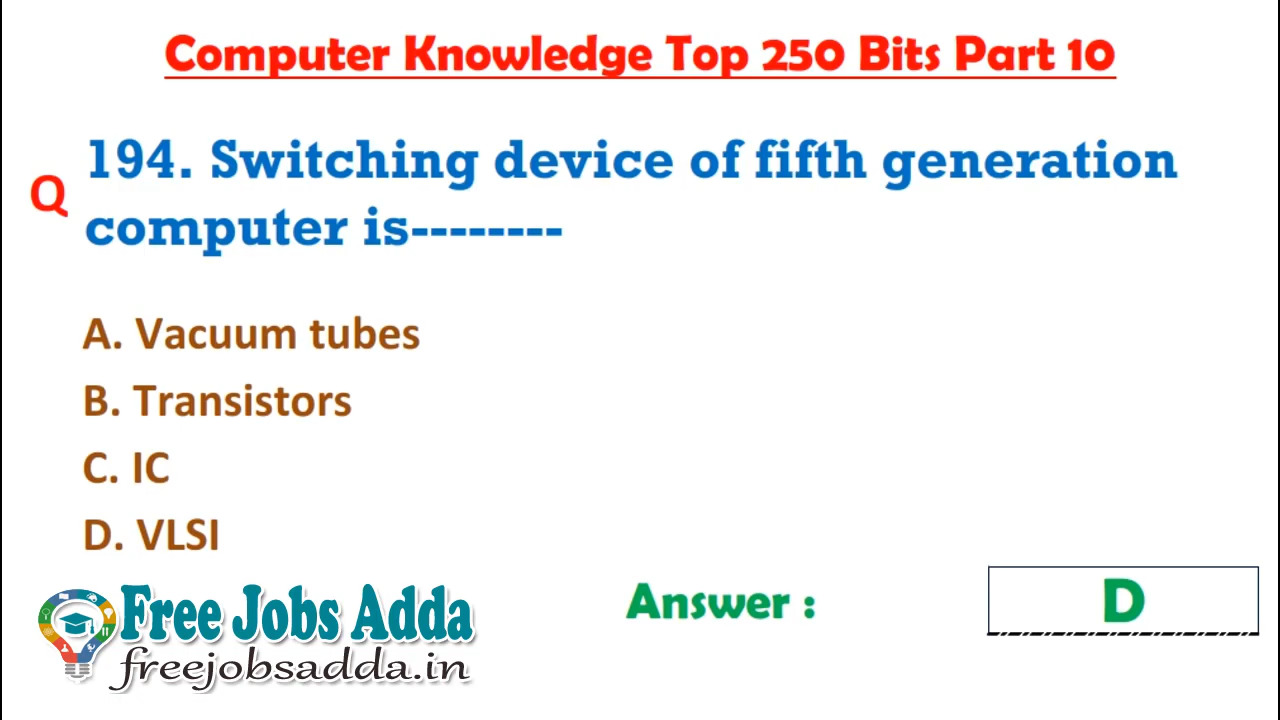 Computer Knowledge Top 250 Bits Part 10
Q
194. Switching device of fifth generation
computer is--------
A. Vacuum tubes
B. Transistors
C. IC
D. VLSI
Free Jobs Adda
freejobsadda.in
Answer :
D